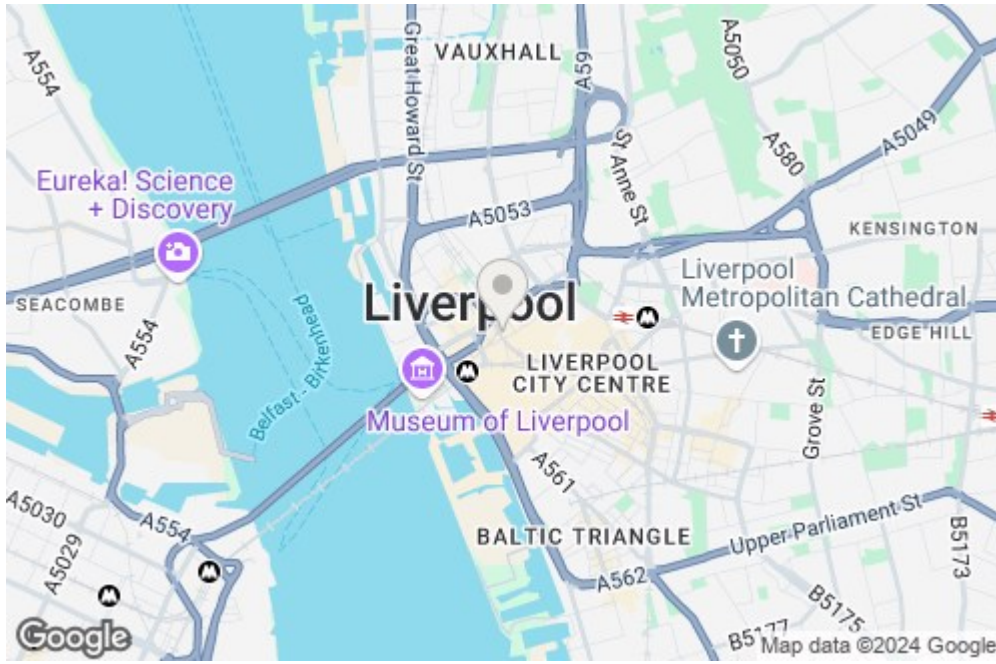 A554
Great Howard St
VAUXHALL
A59
A5050
St Anne St
A580
A5049
Eureka! Science
+ Discovery
A5053
KENSINGTON
Liverpool
Metropolitan Cathedral
SEACOMBE
A554
Belfast - Birkenhead
Liverpool
EDGE HILL
LIVERPOOL
CITY CENTRE
Museum of Liverpool
Grove St
A561
A5030
A554
A5029
BALTIC TRIANGLE
Upper Parliament St
B5173
A562
B5175
B5177
Google
Map data ©2024 Google